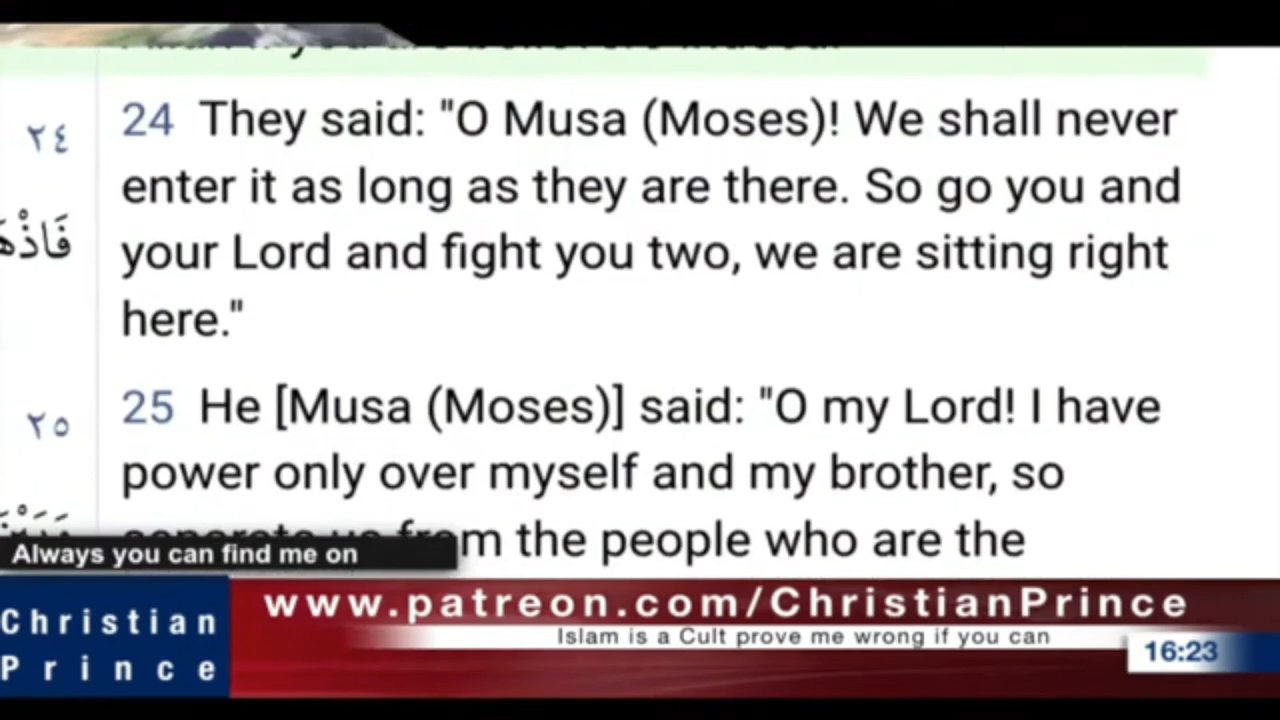 ٢٤
24 They said: "O Musa (Moses)! We shall never
enter it as long as they are there. So go you and
your Lord and fight you two, we are sitting right
here."
٢٥
25 He [Musa (Moses)] said: "O my Lord! I have
power only over myself and my brother, so
separate us from the people who are the
Always you can find me on
Christian
Prince
www.patreon.com/ChristianPrince
Islam is a Cult prove me wrong if you can
16:23